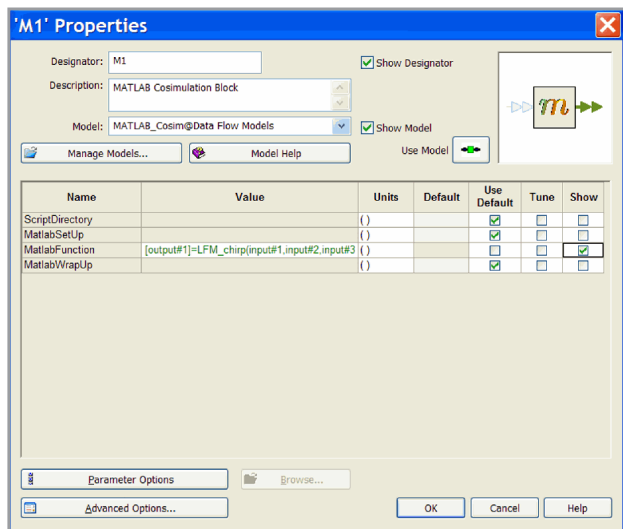 'M1' Properties
Designator: M1
Show Designator
Description: MATLAB Cosimulation Block
Model: MATLAB_Cosim@Data Flow Models
Show Model
Manage Models...
Model Help
Use Model
m
Name Value Units Default Use Default Tune Show
ScriptDirectory ( )
MatlabSetUp ( )
MatlabFunction [output#1]=LFM_chirp(input#1,input#2,input#3 ( )
MatlabWrapUp ( )
Parameter Options
Browse...
Advanced Options...
OK
Cancel
Help